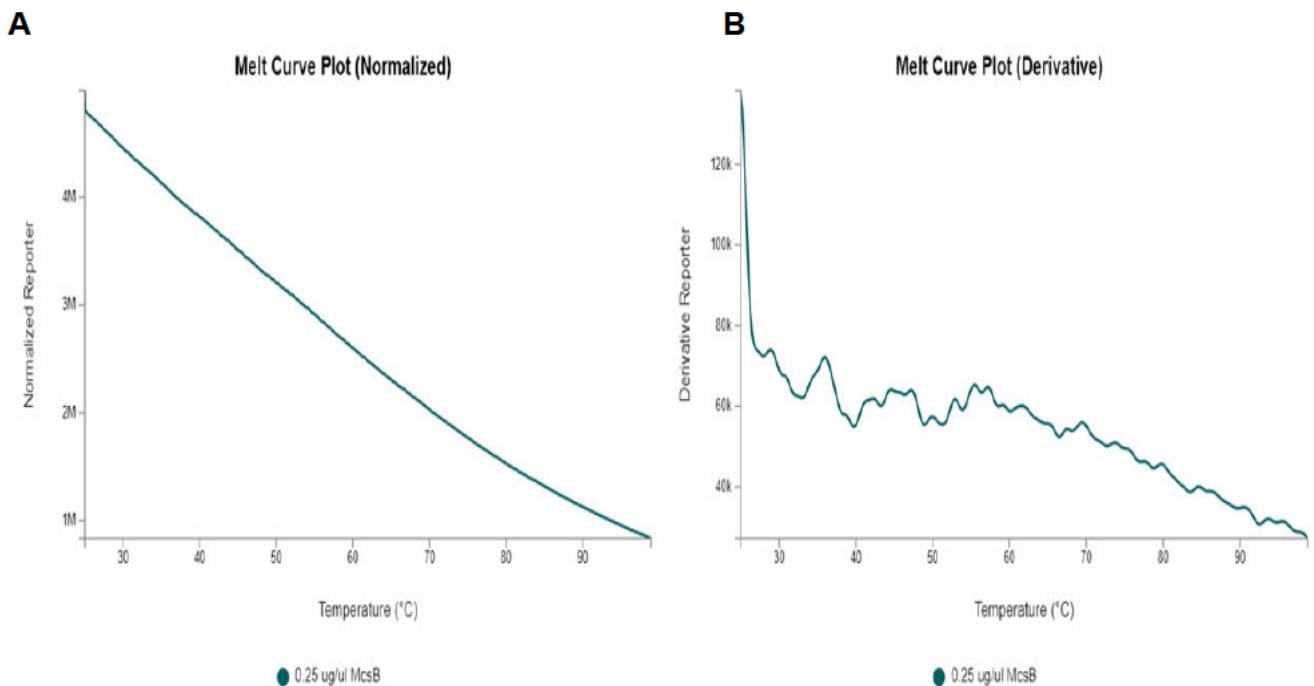 A
Melt Curve Plot (Normalized)
Normalized Reporter
4M
3M
2M
1M
30 40 50 60 70 80 90
Temperature (°C)
0.25 ug/ul McsB
B
Melt Curve Plot (Derivative)
Derivative Reporter
120k
100k
80k
60k
40k
30 40 50 60 70 80 90
Temperature (°C)
0.25 ug/ul McsB